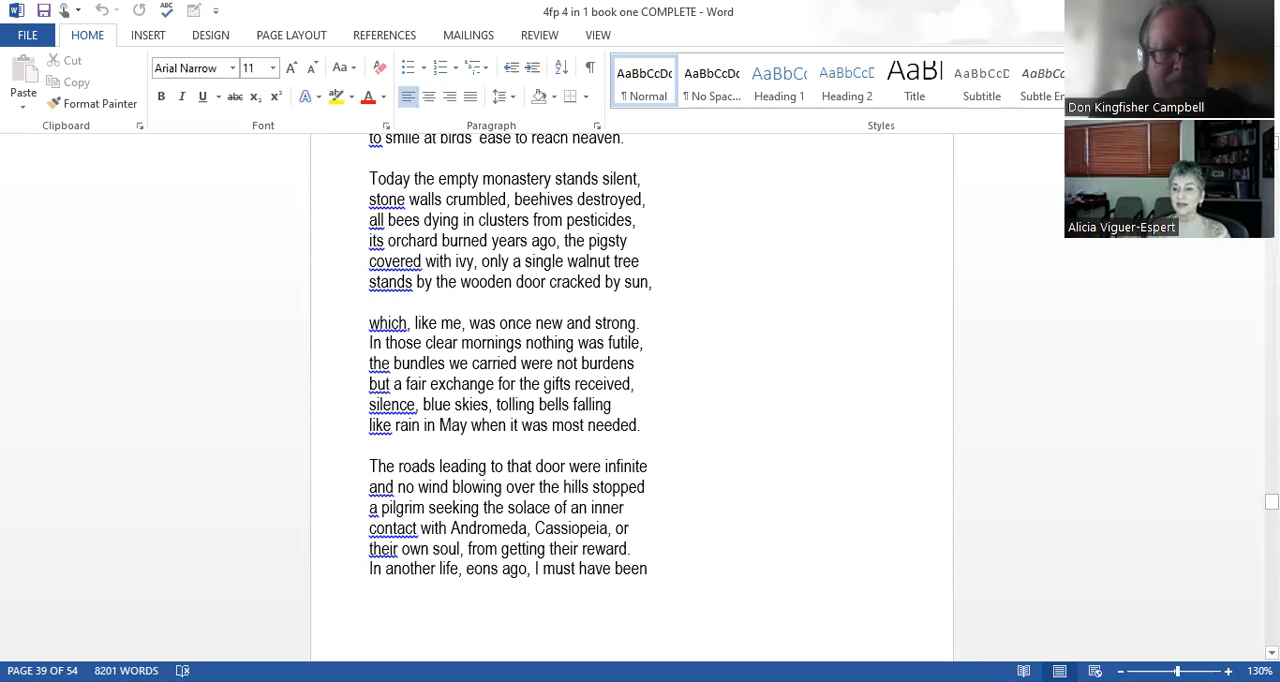 4fp 4 in 1 book one COMPLETE - Word
FILE HOME INSERT DESIGN PAGE LAYOUT REFERENCES MAILINGS REVIEW VIEW
Paste
Cut
Copy
Format Painter
Clipboard
Arial Narrow 11
Font
Paragraph
AaBbCcDc AaBbCcDc AaBbCc AaBbCcD AaBl AaBbCcD AaBbCcDc
¶ Normal ¶ No Spac... Heading 1 Heading 2 Title Subtitle Subtle Em
Styles
Don Kingfisher Campbell
Alicia Viguer-Espert
to smile at birds' ease to reach heaven.
Today the empty monastery stands silent,
stone walls crumbled, beehives destroyed,
all bees dying in clusters from pesticides,
its orchard burned years ago, the pigsty
covered with ivy, only a single walnut tree
stands by the wooden door cracked by sun,
which, like me, was once new and strong.
In those clear mornings nothing was futile,
the bundles we carried were not burdens
but a fair exchange for the gifts received,
silence, blue skies, tolling bells falling
like rain in May when it was most needed.
The roads leading to that door were infinite
and no wind blowing over the hills stopped
a pilgrim seeking the solace of an inner
contact with Andromeda, Cassiopeia, or
their own soul, from getting their reward.
In another life, eons ago, I must have been
PAGE 39 OF 54 8201 WORDS
130%